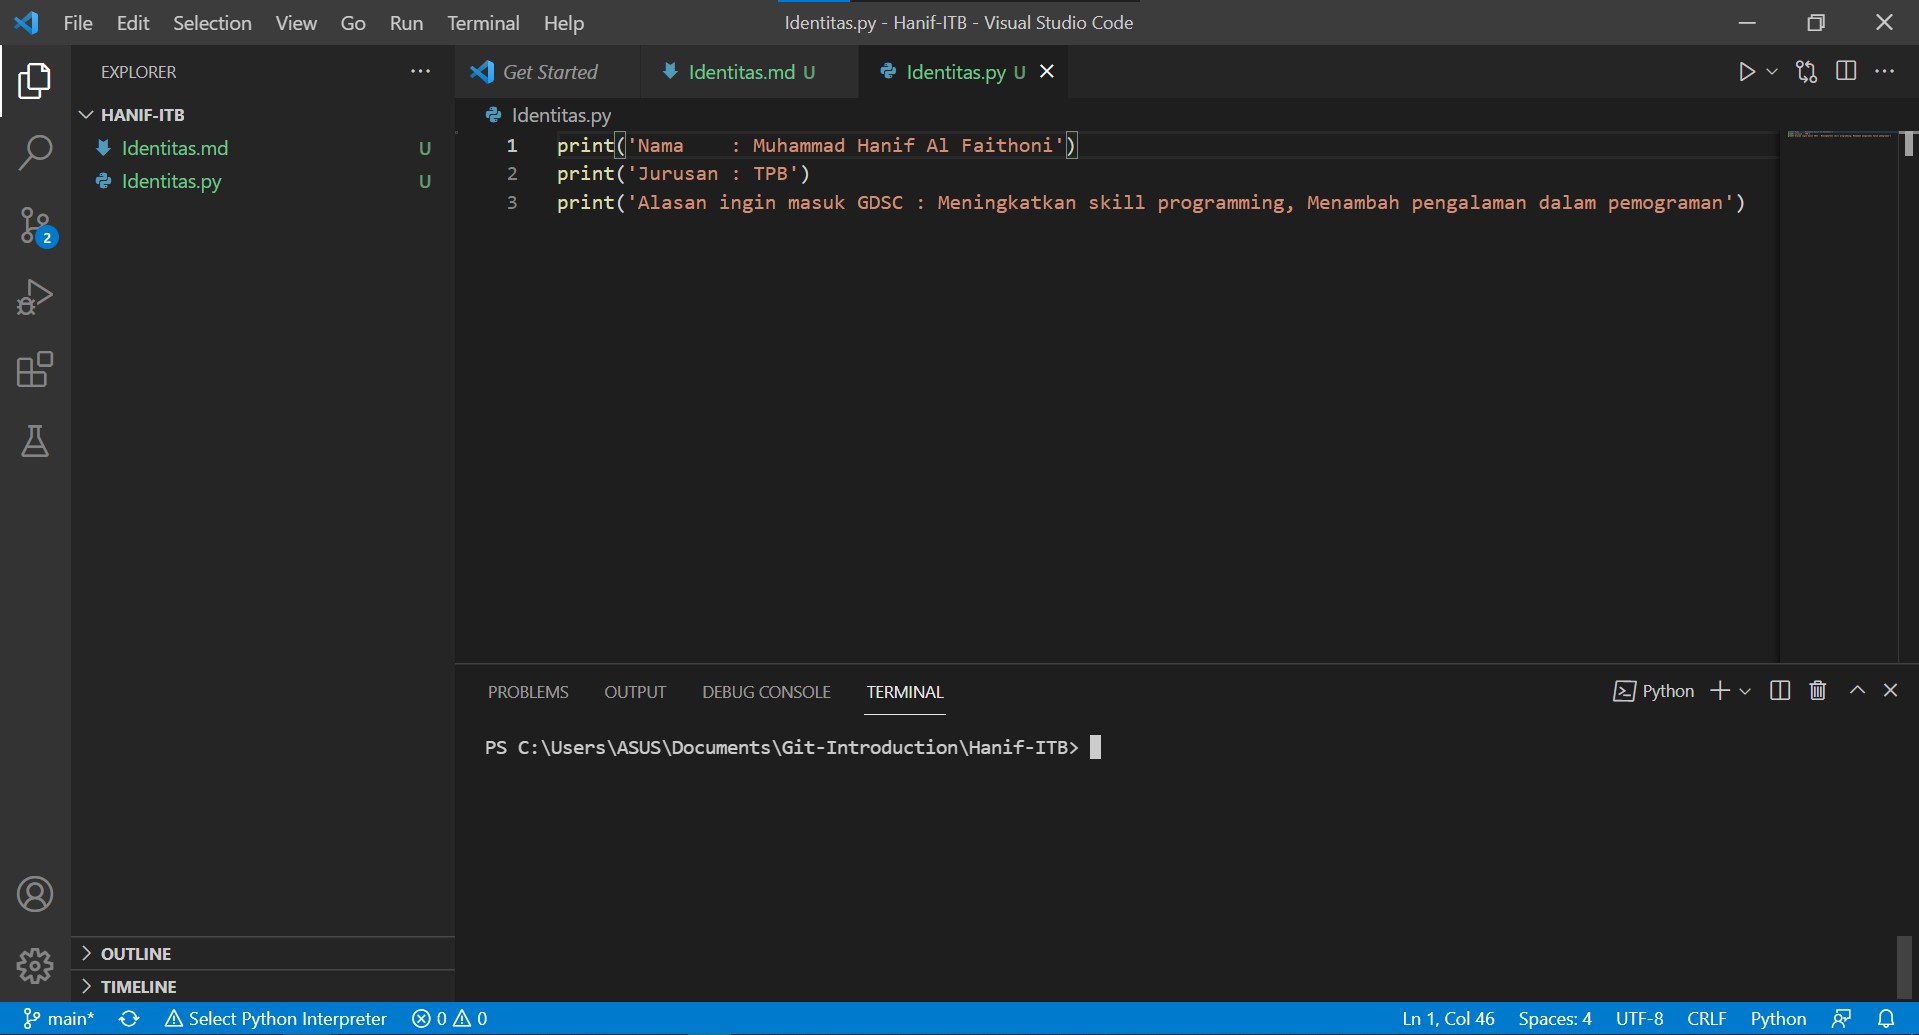 File Edit Selection View Go Run Terminal Help
Identitas.py - Hanif-ITB - Visual Studio Code
EXPLORER
HANIF-ITB
Identitas.md U
Identitas.py U
2
OUTLINE
TIMELINE
Get Started
Identitas.md U
Identitas.py U
Identitas.py
1 print('Nama    : Muhammad Hanif Al Faithoni')
2 print('Jurusan : TPB')
3 print('Alasan ingin masuk GDSC : Meningkatkan skill programming, Menambah pengalaman dalam pemograman')
PROBLEMS OUTPUT DEBUG CONSOLE TERMINAL
Python
PS C:\Users\ASUS\Documents\Git-Introduction\Hanif-ITB>
main* Select Python Interpreter 0 0
Ln 1, Col 46 Spaces: 4 UTF-8 CRLF Python